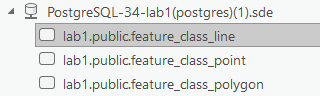 PostgreSQL-34-lab1(postgres)(1).sde
lab1.public.feature_class_line
lab1.public.feature_class_point
lab1.public.feature_class_polygon